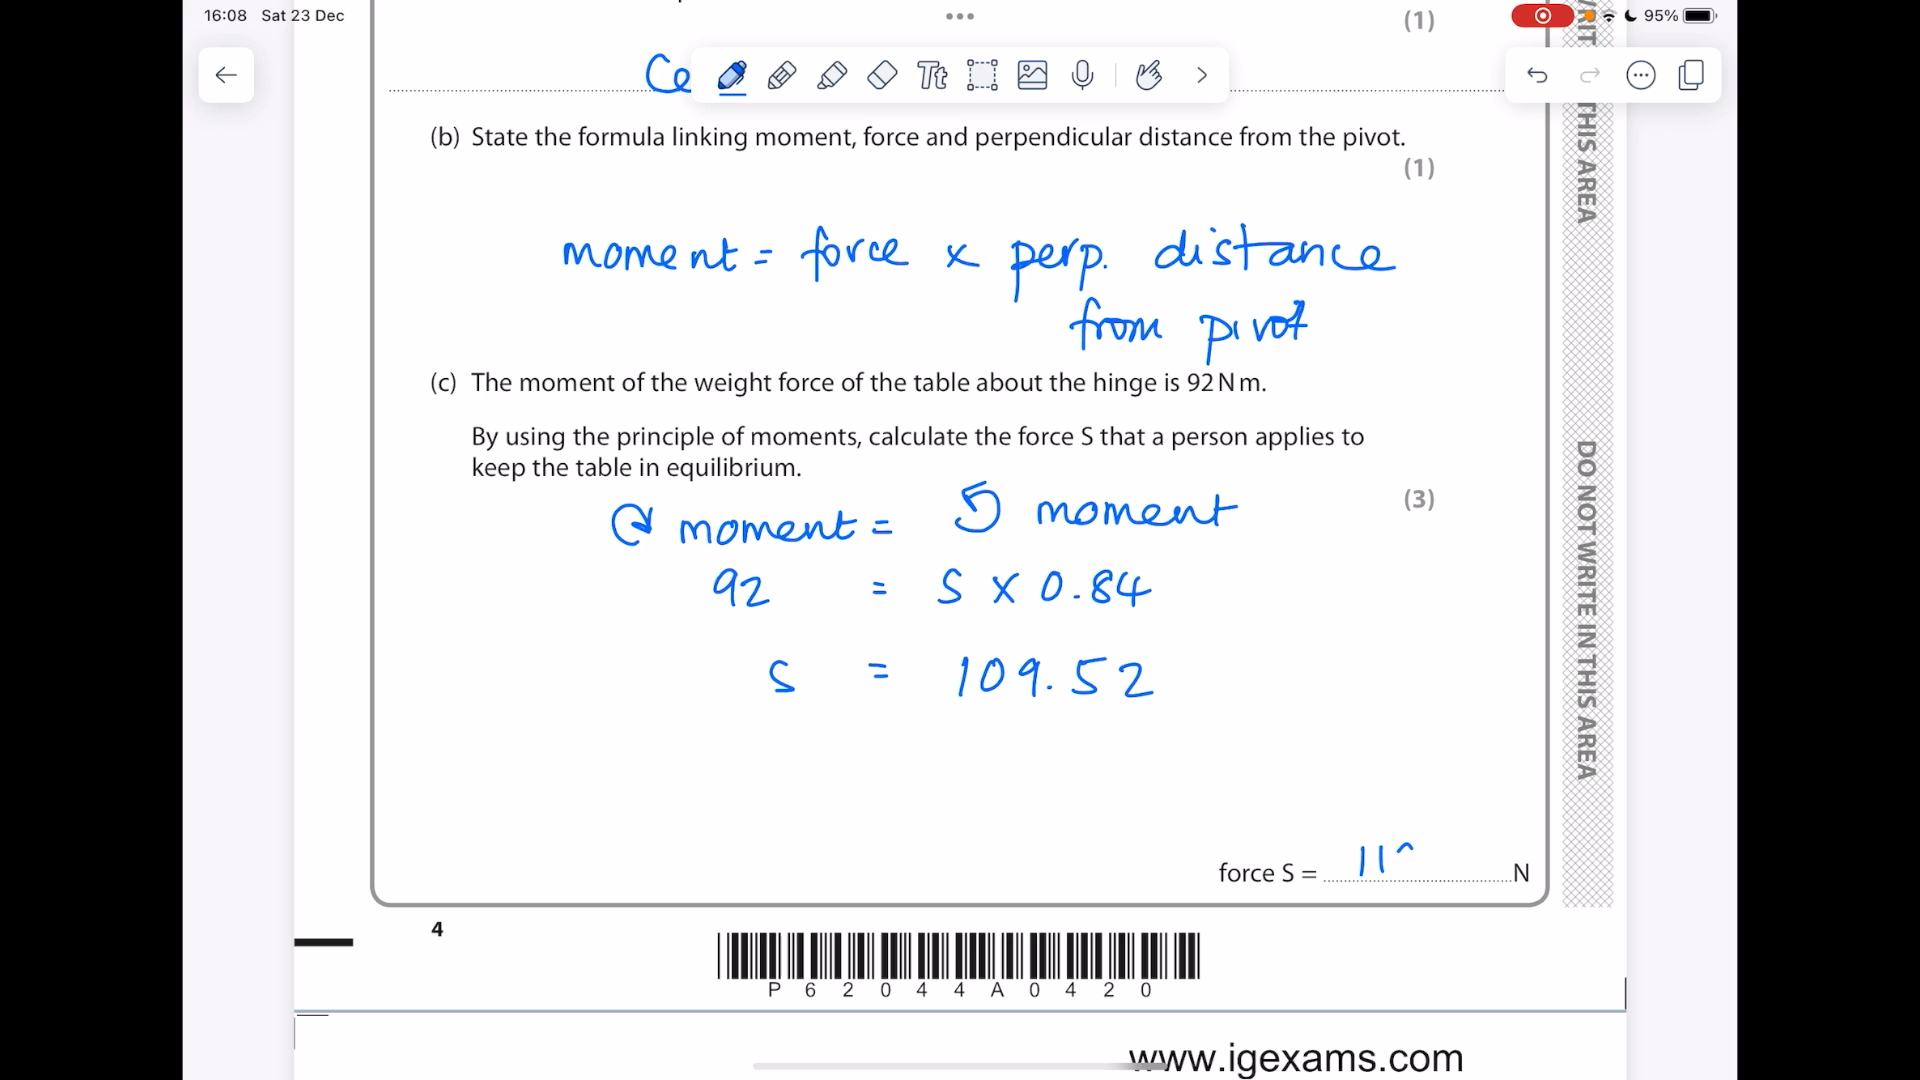 16:08 Sat 23 Dec
95%
(1)
Ce
Tt
(b) State the formula linking moment, force and perpendicular distance from the pivot.
(1)
moment = force x perp. distance
from pivot
(c) The moment of the weight force of the table about the hinge is 92 N m.
By using the principle of moments, calculate the force S that a person applies to
keep the table in equilibrium.
(3)
moment = moment
92 = S X 0.84
S = 109.52
force S = 11 N
4
P 6 2 0 4 4 A 0 4 2 0
THIS AREA
DO NOT WRITE IN THIS AREA
www.igexams.com